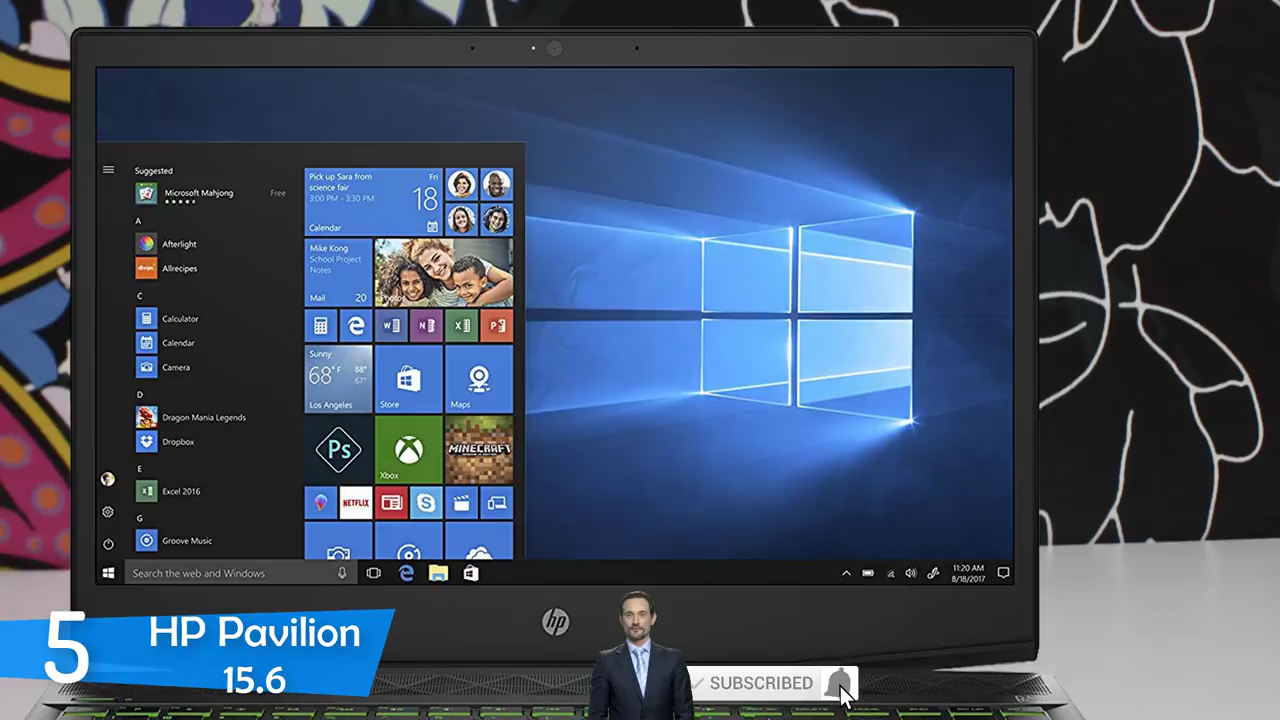 Suggested
Microsoft Mahjong
Free
A
Afterlight
Allrecipes
C
Calculator
Calendar
Camera
D
Dragon Mania Legends
Dropbox
E
Excel 2016
G
Groove Music
Pick up Sara from
science fair
3:00 PM - 3:30 PM
Fri
18
Calendar
Mike Kong
School Project
Notes
Mail 20
Photos
Sunny
68°F
88°
67°
Los Angeles
Store
Maps
Ps
Xbox
MINECRAFT
NETFLIX
Search the web and Windows
11:20 AM
8/18/2017
hp
5
HP Pavilion
15.6
SUBSCRIBED